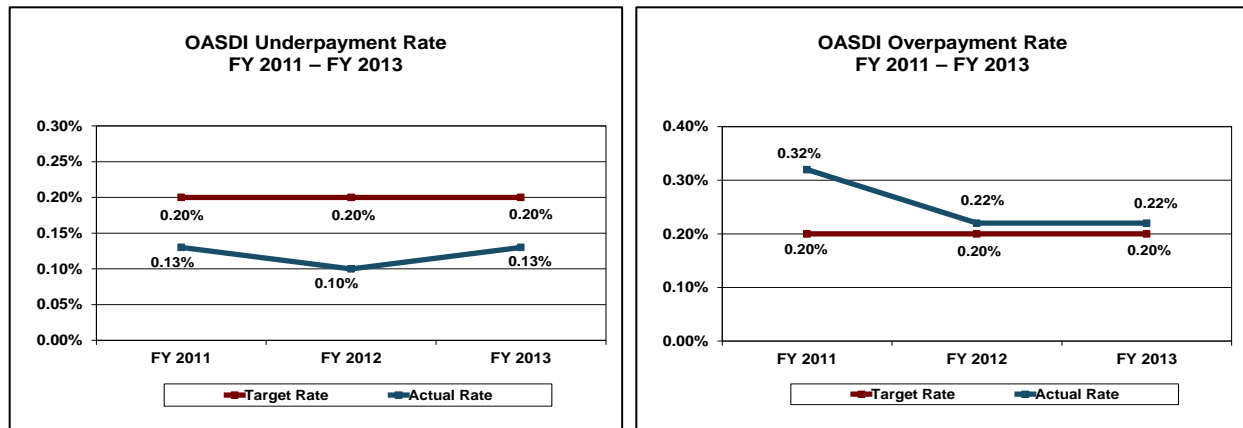 OASDI Underpayment Rate
FY 2011 – FY 2013
0.30%
0.25%
0.20%
0.15%
0.10%
0.05%
0.00%
0.20%
0.20%
0.20%
0.13%
0.10%
0.13%
FY 2011
FY 2012
FY 2013
Target Rate
Actual Rate
OASDI Overpayment Rate
FY 2011 – FY 2013
0.40%
0.30%
0.20%
0.10%
0.00%
0.32%
0.22%
0.22%
0.20%
0.20%
0.20%
FY 2011
FY 2012
FY 2013
Target Rate
Actual Rate